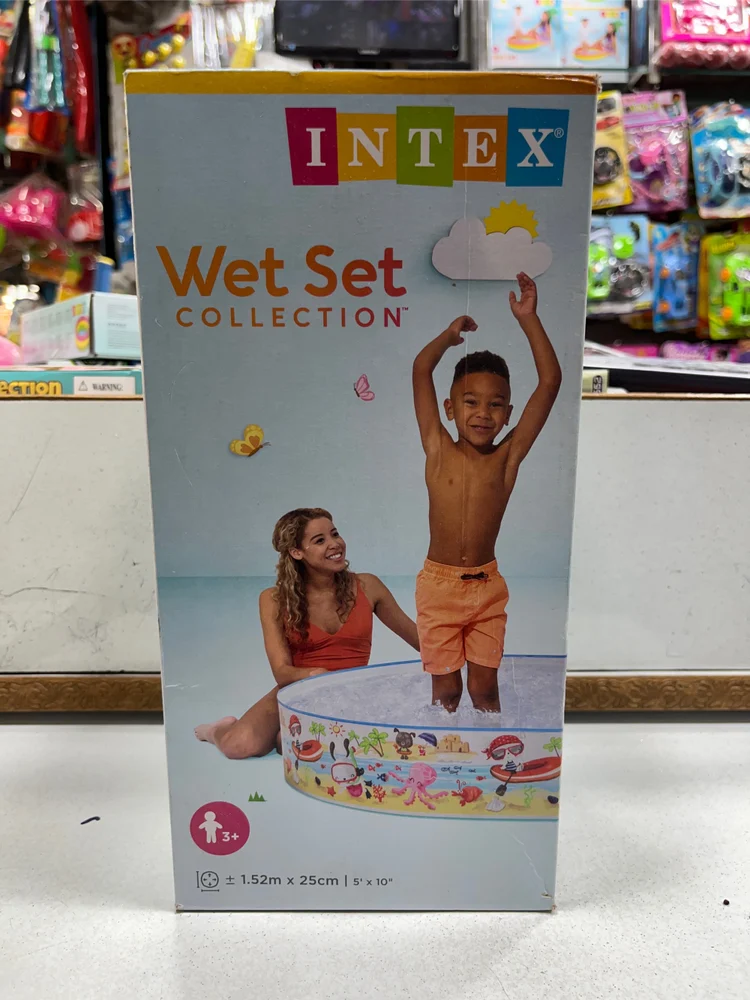 INTEX®
Wet Set
COLLECTION™
ECTION
⚠ WARNING:
3+
± 1.52m x 25cm | 5' x 10"